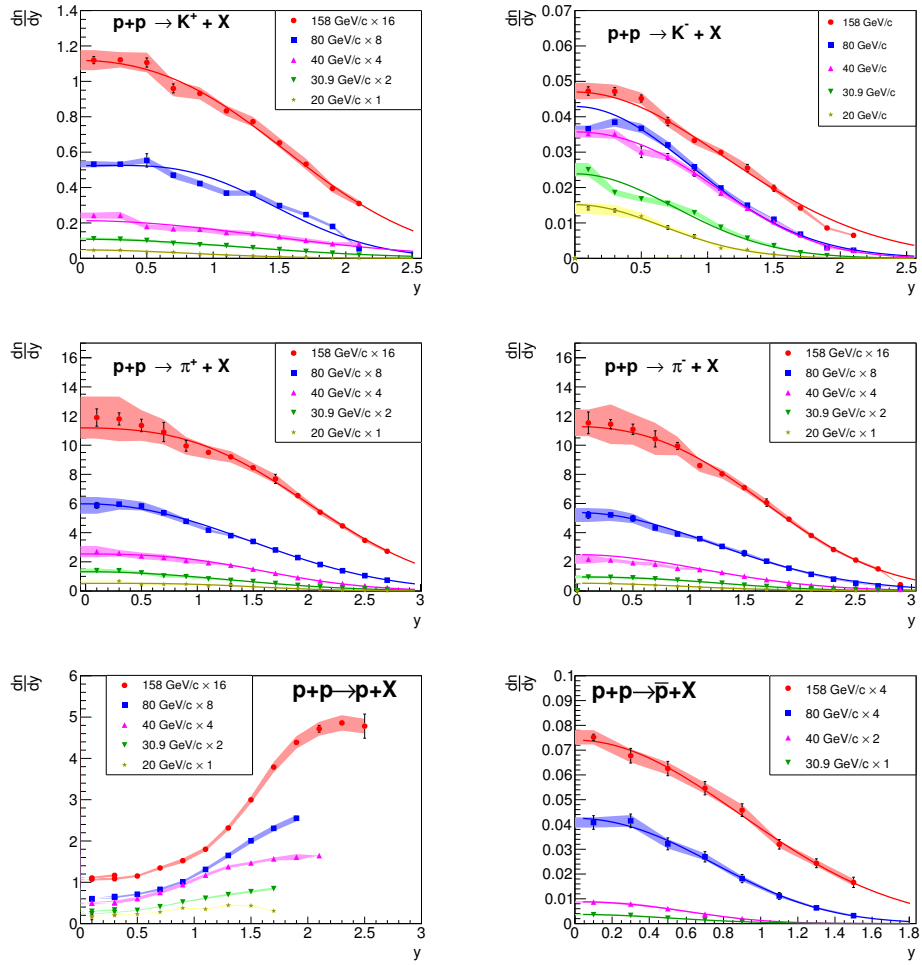 dn/dy
p+p → K⁺ + X
158 GeV/c × 16
80 GeV/c × 8
40 GeV/c × 4
30.9 GeV/c × 2
20 GeV/c × 1
1.4
1.2
1
0.8
0.6
0.4
0.2
0
0 0.5 1 1.5 2 2.5
y
dn/dy
p+p → K⁻ + X
158 GeV/c
80 GeV/c
40 GeV/c
30.9 GeV/c
20 GeV/c
0.07
0.06
0.05
0.04
0.03
0.02
0.01
0
0 0.5 1 1.5 2 2.5
y
dn/dy
p+p → π⁺ + X
158 GeV/c × 16
80 GeV/c × 8
40 GeV/c × 4
30.9 GeV/c × 2
20 GeV/c × 1
16
14
12
10
8
6
4
2
0
0 0.5 1 1.5 2 2.5 3
y
dn/dy
p+p → π⁻ + X
158 GeV/c × 16
80 GeV/c × 8
40 GeV/c × 4
30.9 GeV/c × 2
20 GeV/c × 1
16
14
12
10
8
6
4
2
0
0 0.5 1 1.5 2 2.5 3
y
dn/dy
158 GeV/c × 16
80 GeV/c × 8
40 GeV/c × 4
30.9 GeV/c × 2
20 GeV/c × 1
p+p→p+X
6
5
4
3
2
1
0
0 0.5 1 1.5 2 2.5 3
y
dn/dy
p+p→p̅+X
158 GeV/c × 4
80 GeV/c × 4
40 GeV/c × 2
30.9 GeV/c × 1
0.1
0.09
0.08
0.07
0.06
0.05
0.04
0.03
0.02
0.01
0
0 0.2 0.4 0.6 0.8 1 1.2 1.4 1.6 1.8
y